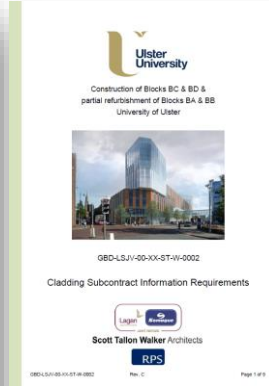 Ulster
University
Construction of Blocks BC & BD &
partial refurbishment of Blocks BA & BB
University of Ulster
GBD-LSJV-00-XX-ST-W-0002
Cladding Subcontract Information Requirements
Lagan
Scott Tallon Walker Architects
RPS
GBD-LSJV-00-XX-ST-W-0002 Rev. C Page 1 of 9